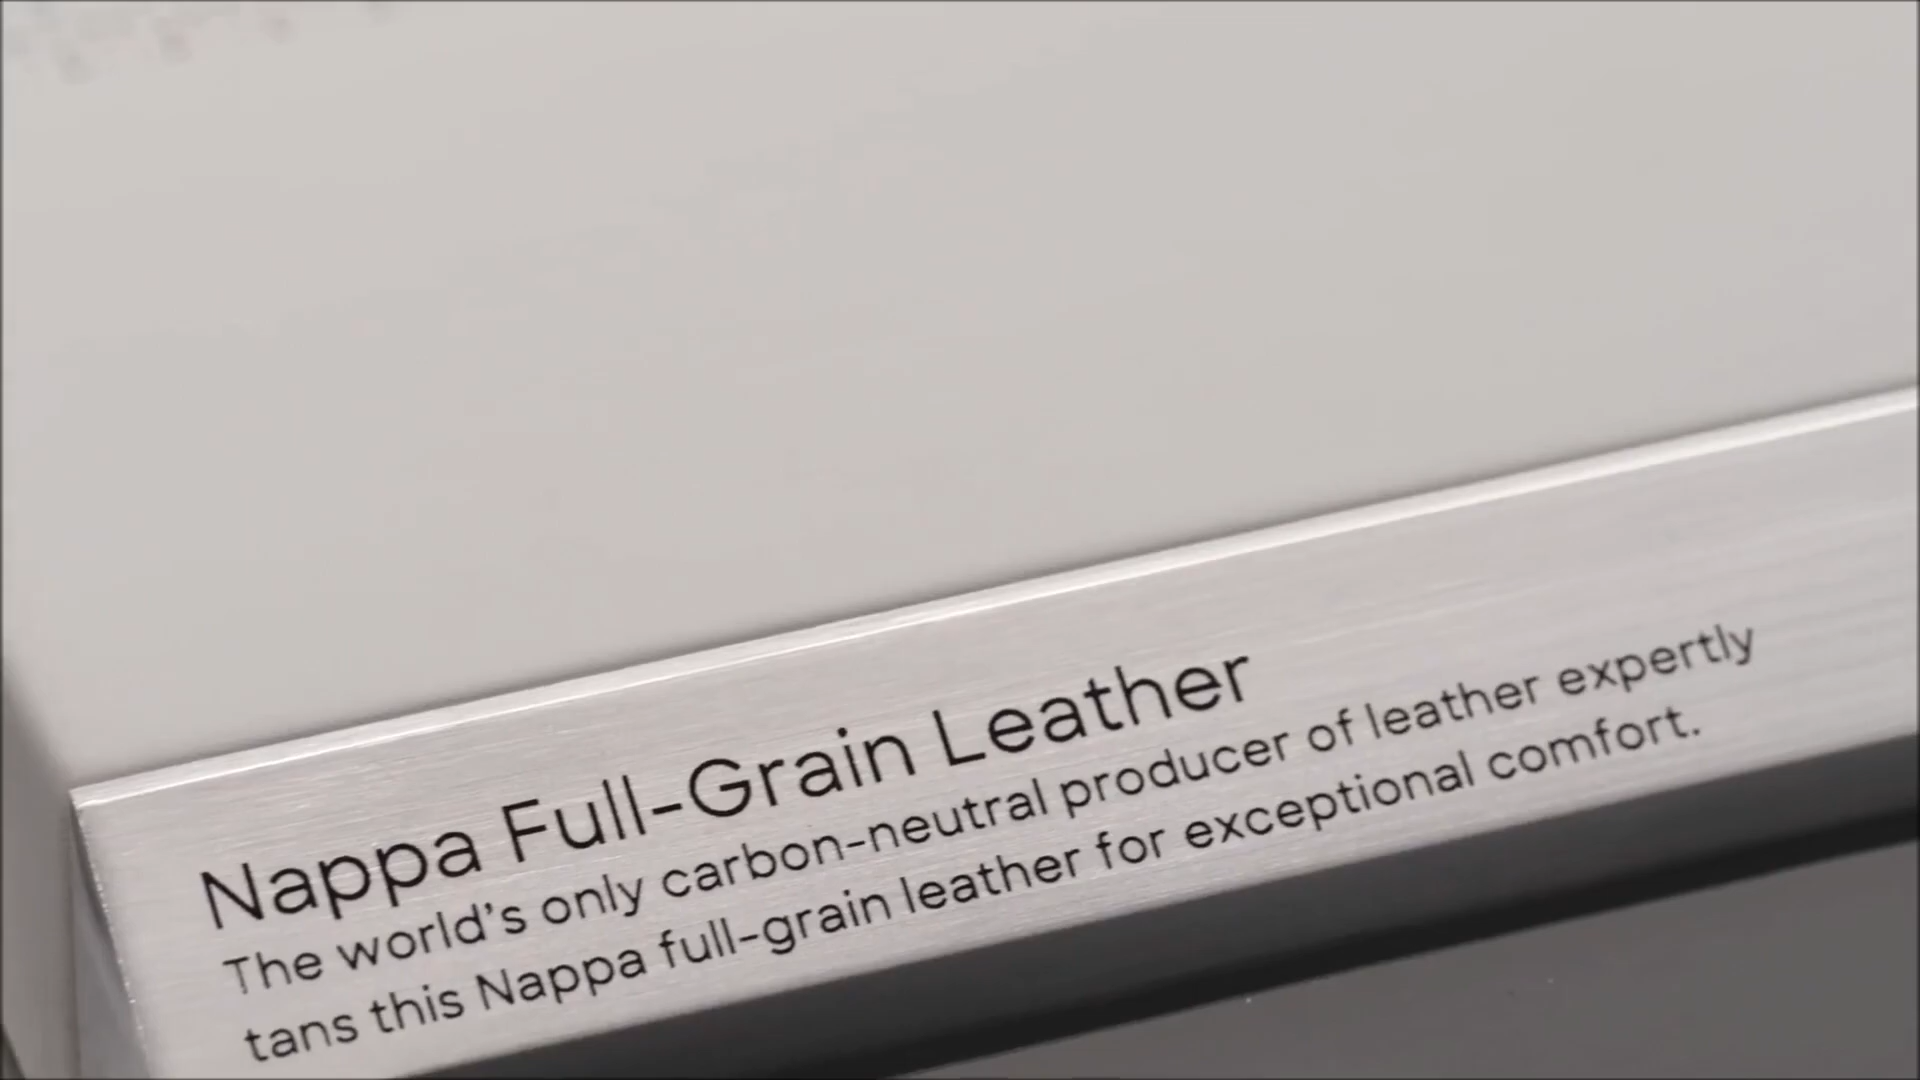 Nappa Full-Grain Leather
The world's only carbon-neutral producer of leather expertly
tans this Nappa full-grain leather for exceptional comfort.